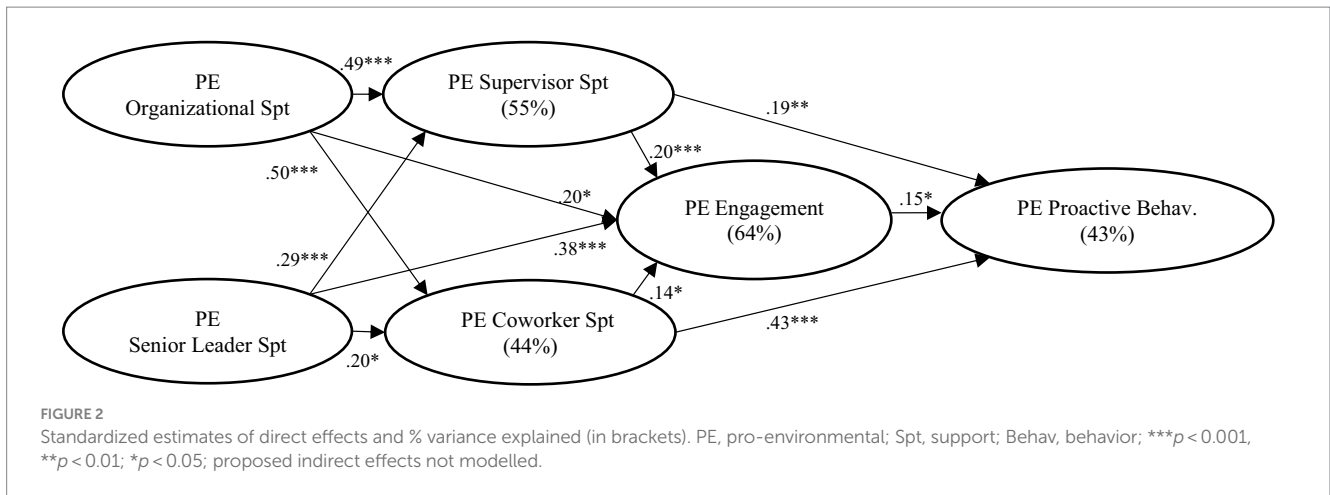 PE
Organizational Spt
.49***
PE Supervisor Spt
(55%)
.19**
.20***
.50***
.20*
PE Engagement
(64%)
.15*
PE Proactive Behav.
(43%)
.29***
.38***
PE
Senior Leader Spt
.20*
PE Coworker Spt
(44%)
.14*
.43***
FIGURE 2
Standardized estimates of direct effects and % variance explained (in brackets). PE, pro-environmental; Spt, support; Behav, behavior; ***p < 0.001,
**p < 0.01; *p < 0.05; proposed indirect effects not modelled.